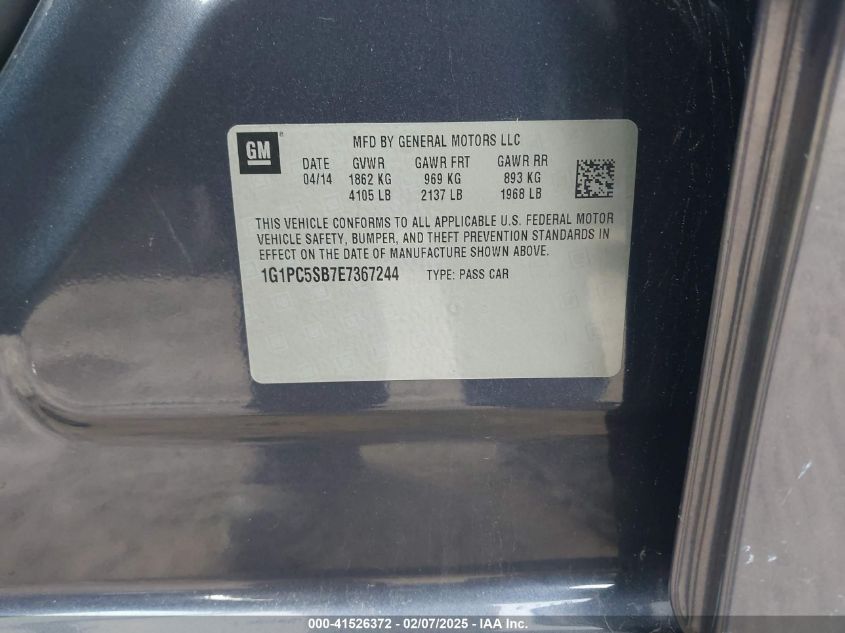 GM ®
MFD BY GENERAL MOTORS LLC
DATE GVWR GAWR FRT GAWR RR
04/14 1862 KG 969 KG 893 KG
4105 LB 2137 LB 1968 LB
THIS VEHICLE CONFORMS TO ALL APPLICABLE U.S. FEDERAL MOTOR
VEHICLE SAFETY, BUMPER, AND THEFT PREVENTION STANDARDS IN
EFFECT ON THE DATE OF MANUFACTURE SHOWN ABOVE.
1G1PC5SB7E7367244 TYPE: PASS CAR
000-41526372 - 02/07/2025 - © IAA, Inc.